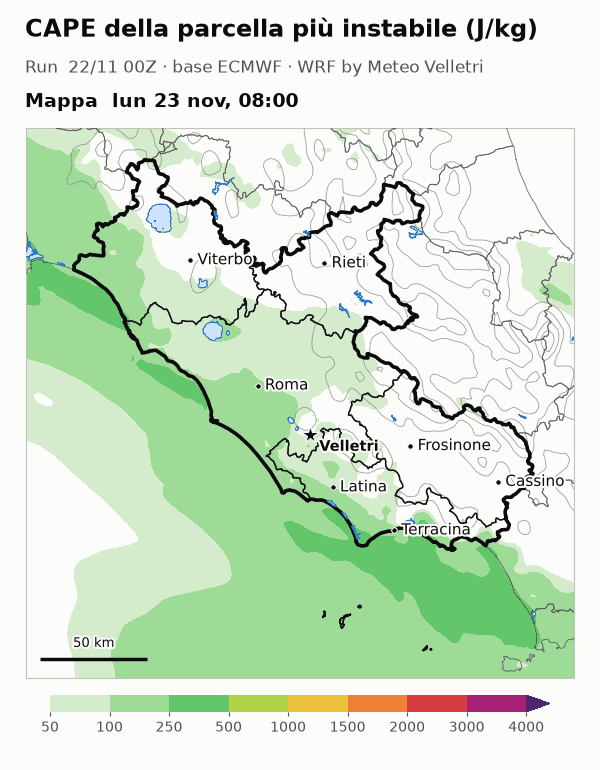 CAPE della parcella più instabile (J/kg)
Run 22/11 00Z · base ECMWF · WRF by Meteo Velletri
Mappa lun 23 nov, 08:00
Viterbo
Rieti
Roma
Velletri
Frosinone
Latina
Cassino
Terracina
50 km
50 100 250 500 1000 1500 2000 3000 4000